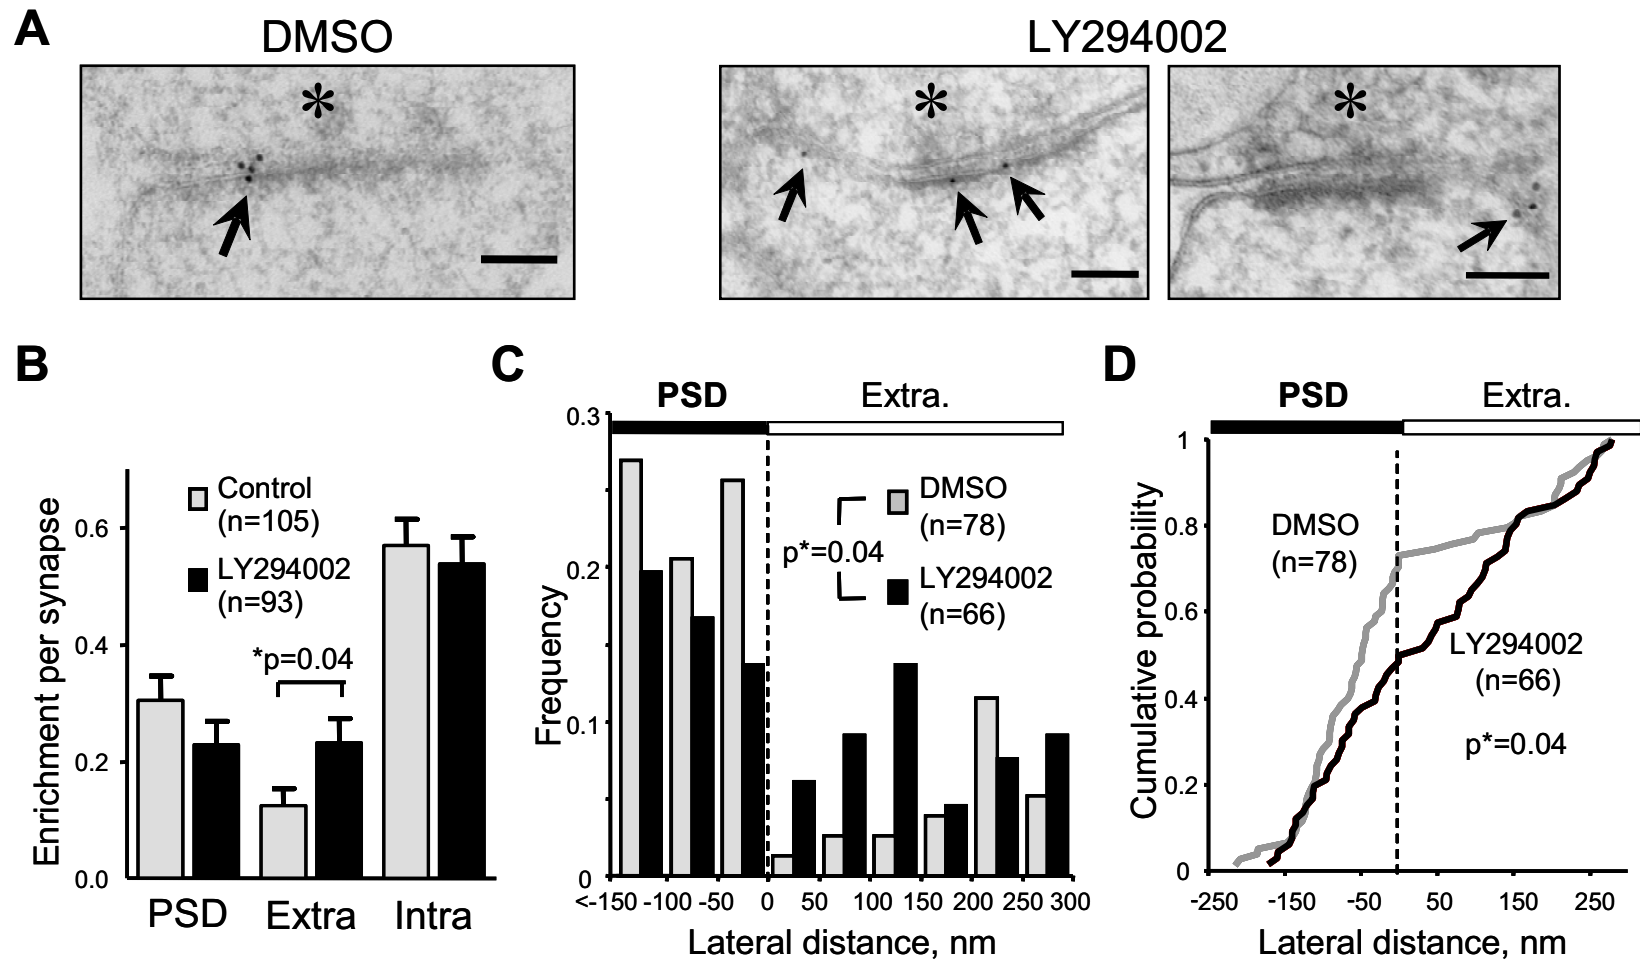 A
DMSO
LY294002
*
*
*
B
Enrichment per synapse
0.6
0.4
0.2
0.0
Control
(n=105)
LY294002
(n=93)
*p=0.04
PSD
Extra
Intra
C
PSD
Extra.
Frequency
0.3
0.2
0.1
0
DMSO
(n=78)
p*=0.04
LY294002
(n=66)
<-150 -100 -50 0 50 100 150 200 250 300
Lateral distance, nm
D
PSD
Extra.
Cumulative probability
1
0.8
0.6
0.4
0.2
0
DMSO
(n=78)
LY294002
(n=66)
p*=0.04
-250 -150 -50 50 150 250
Lateral distance, nm